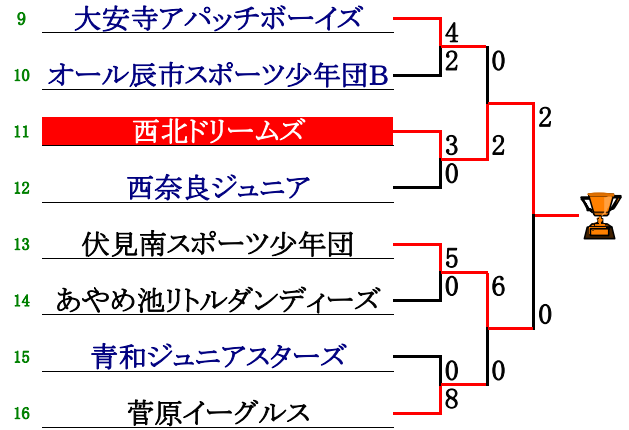 9 大安寺アパッチボーイズ
10 オール辰市スポーツ少年団B
11 西北ドリームズ
12 西奈良ジュニア
13 伏見南スポーツ少年団
14 あやめ池リトルダンディーズ
15 青和ジュニアスターズ
16 菅原イーグルス
4
2
0
3
0
2
2
5
0
6
0
0
8
0